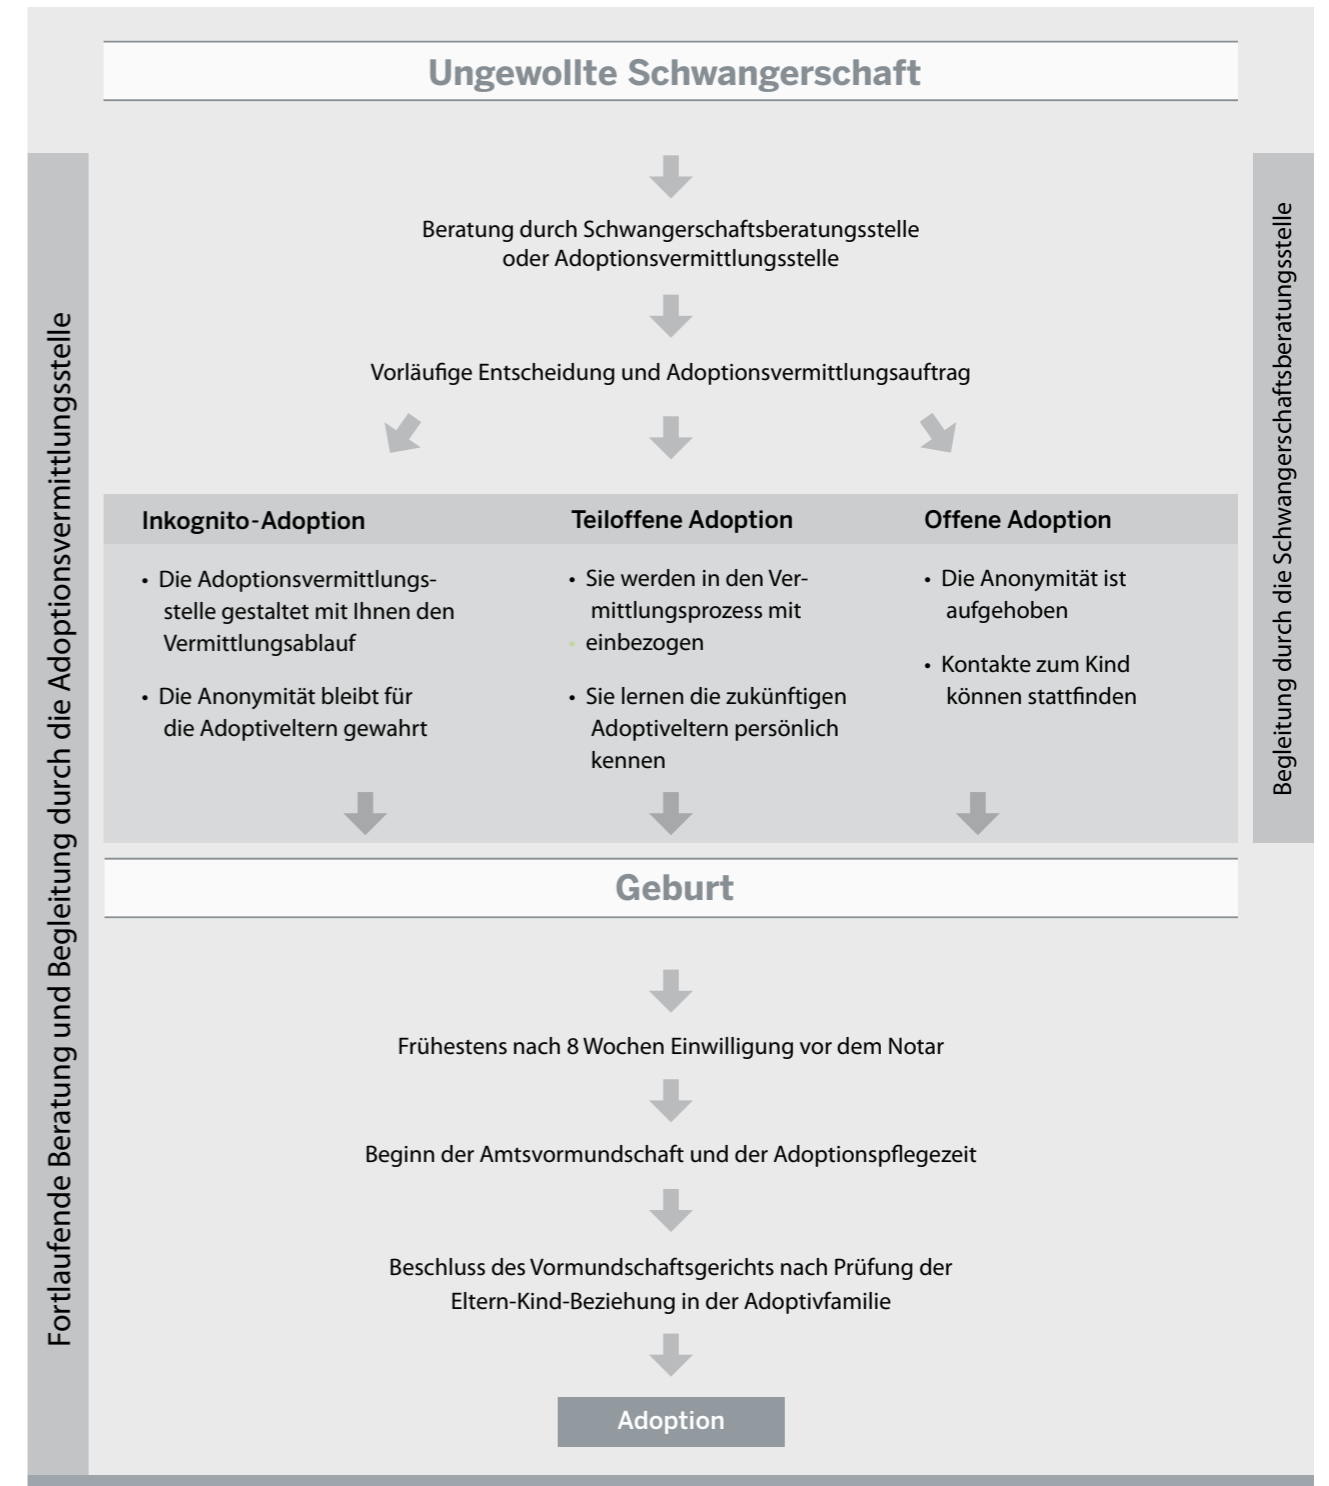 Ungewollte Schwangerschaft
Fortlaufende Beratung und Begleitung durch die Adoptionsvermittlungsstelle
Begleitung durch die Schwangerschaftsberatungsstelle
Beratung durch Schwangerschaftsberatungsstelle
oder Adoptionsvermittlungsstelle
Vorläufige Entscheidung und Adoptionsvermittlungsauftrag
Inkognito-Adoption
• Die Adoptionsvermittlungs-
stelle gestaltet mit Ihnen den
Vermittlungsablauf
• Die Anonymität bleibt für
die Adoptiveltern gewahrt
Teiloffene Adoption
• Sie werden in den Ver-
mittlungsprozess mit
• einbezogen
• Sie lernen die zukünftigen
Adoptiveltern persönlich
kennen
Offene Adoption
• Die Anonymität ist
aufgehoben
• Kontakte zum Kind
können stattfinden
Geburt
Frühestens nach 8 Wochen Einwilligung vor dem Notar
Beginn der Amtsvormundschaft und der Adoptionspflegezeit
Beschluss des Vormundschaftsgerichts nach Prüfung der
Eltern-Kind-Beziehung in der Adoptivfamilie
Adoption